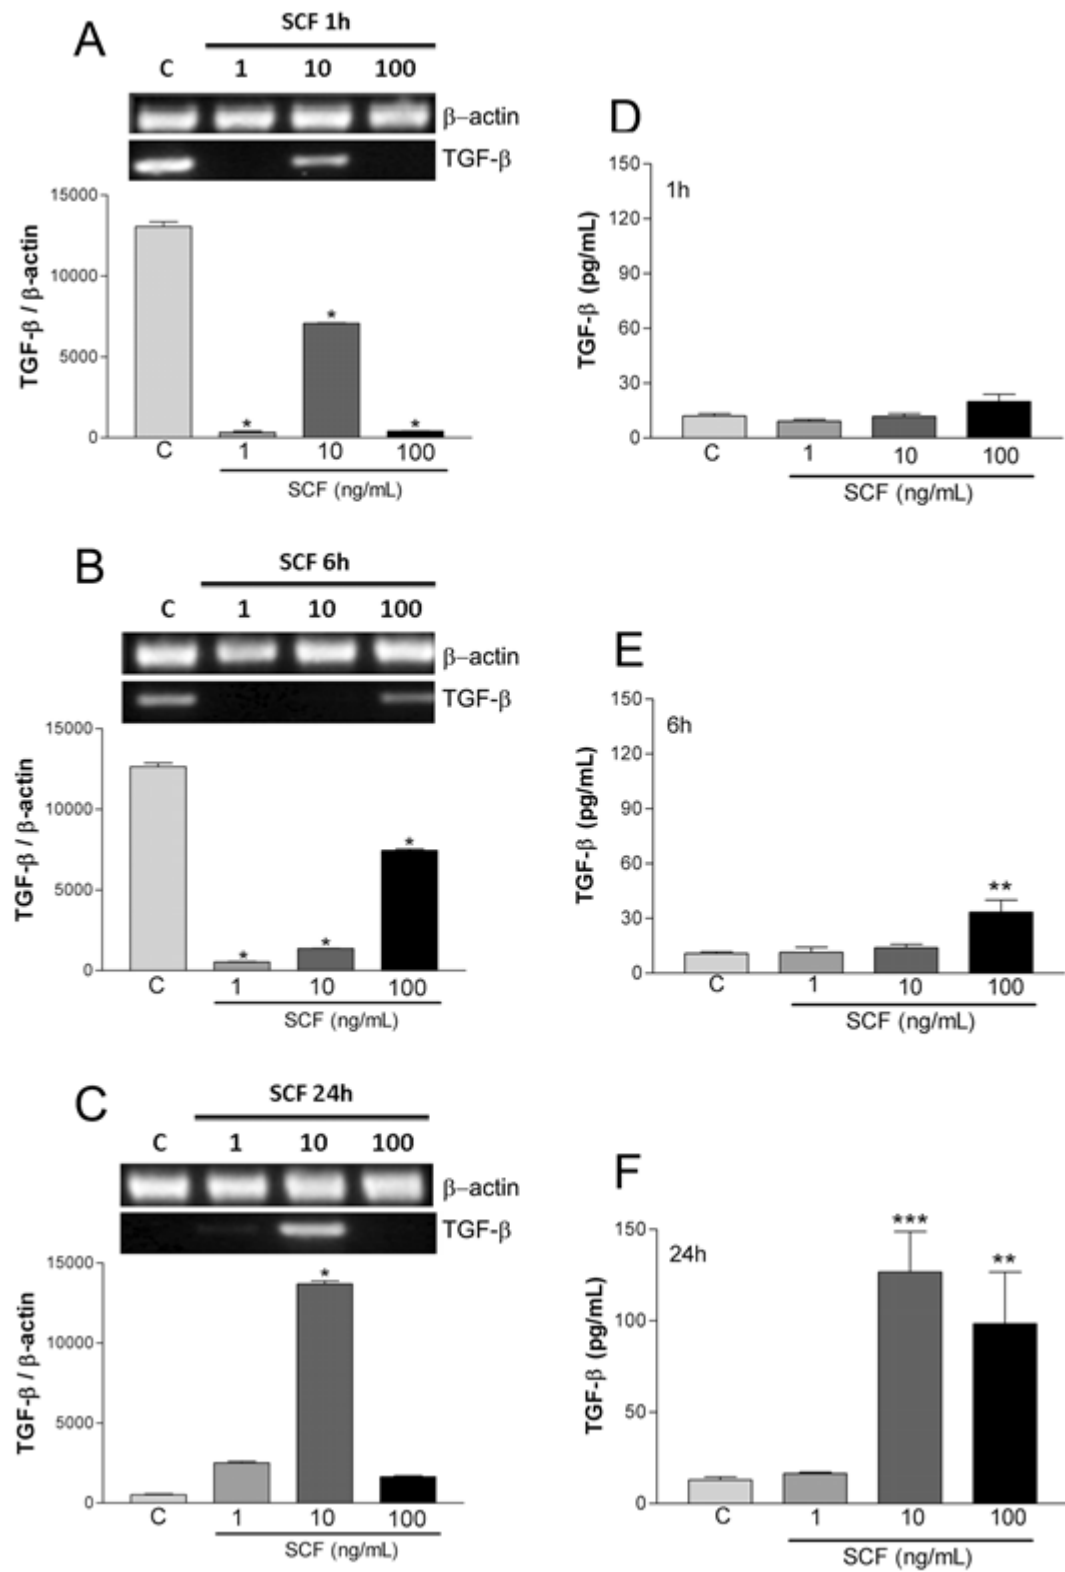 A
SCF 1h
C 1 10 100
β–actin
TGF-β
15000
10000
5000
0
TGF-β / β-actin
* * *
C 1 10 100
SCF (ng/mL)
D
1h
150
120
90
60
30
0
TGF-β (pg/mL)
C 1 10 100
SCF (ng/mL)
B
SCF 6h
C 1 10 100
β–actin
TGF-β
15000
10000
5000
0
TGF-β / β-actin
* * *
C 1 10 100
SCF (ng/mL)
E
6h
150
120
90
60
30
0
TGF-β (pg/mL)
**
C 1 10 100
SCF (ng/mL)
C
SCF 24h
C 1 10 100
β–actin
TGF-β
15000
10000
5000
0
TGF-β / β-actin
*
C 1 10 100
SCF (ng/mL)
F
24h
150
100
50
0
TGF-β (pg/mL)
*** **
C 1 10 100
SCF (ng/mL)